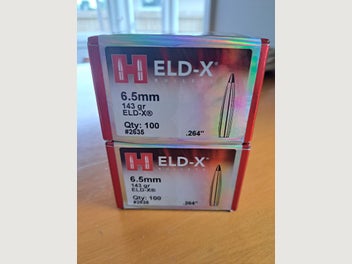 H ELD-X
BULLETS
6.5mm
143 gr
ELD-X®
Qty: 100
#2635
.264"
H ELD-X
6.5mm
143 gr
ELD-X®
Qty: 100
#2635
.264"